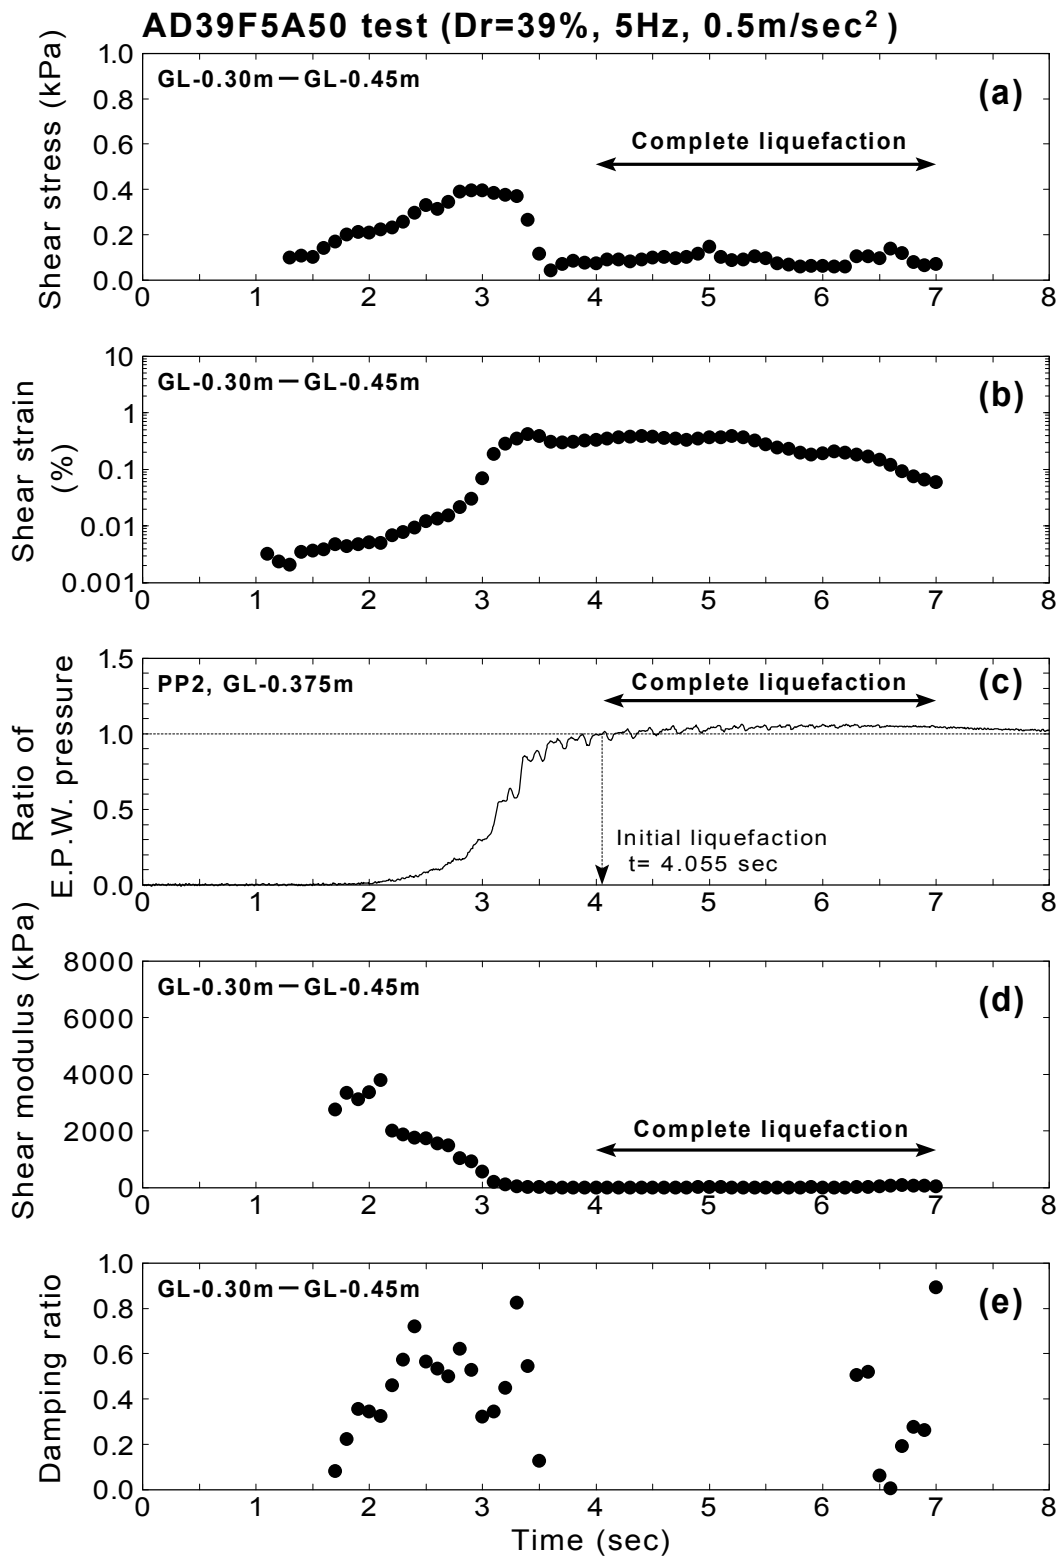 AD39F5A50 test (Dr=39%, 5Hz, 0.5m/sec²)
Shear stress (kPa)
1.0
0.8
0.6
0.4
0.2
0.0
GL-0.30m－GL-0.45m
(a)
Complete liquefaction
0 1 2 3 4 5 6 7 8
Shear strain
(%)
10
1
0.1
0.01
0.001
GL-0.30m－GL-0.45m
(b)
0 1 2 3 4 5 6 7 8
Ratio of
E.P.W. pressure
1.5
1.0
0.5
0.0
PP2, GL-0.375m
Complete liquefaction
(c)
Initial liquefaction
t= 4.055 sec
0 1 2 3 4 5 6 7 8
Shear modulus (kPa)
8000
6000
4000
2000
0
GL-0.30m－GL-0.45m
(d)
Complete liquefaction
0 1 2 3 4 5 6 7 8
Damping ratio
1.0
0.8
0.6
0.4
0.2
0.0
GL-0.30m－GL-0.45m
(e)
0 1 2 3 4 5 6 7 8
Time (sec)